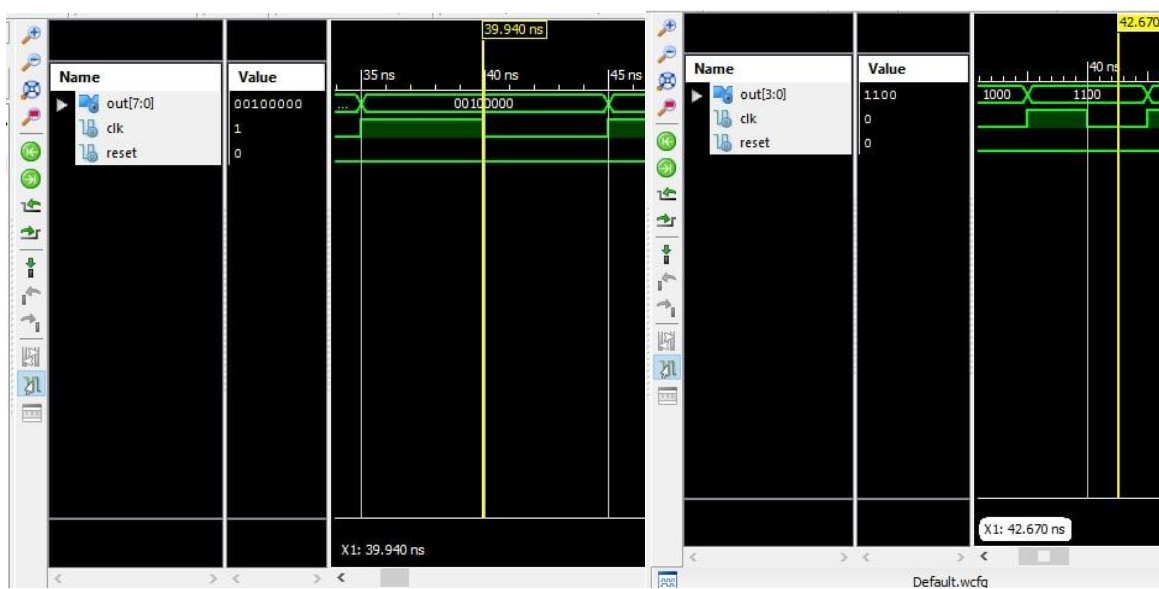 39.940 ns
Name
Value
35 ns
40 ns
45 ns
out[7:0]
00100000
...
00100000
clk
1
reset
0
X1: 39.940 ns
42.670
Name
Value
40 ns
out[3:0]
1100
1000
1100
clk
0
reset
0
X1: 42.670 ns
Default.wcfg